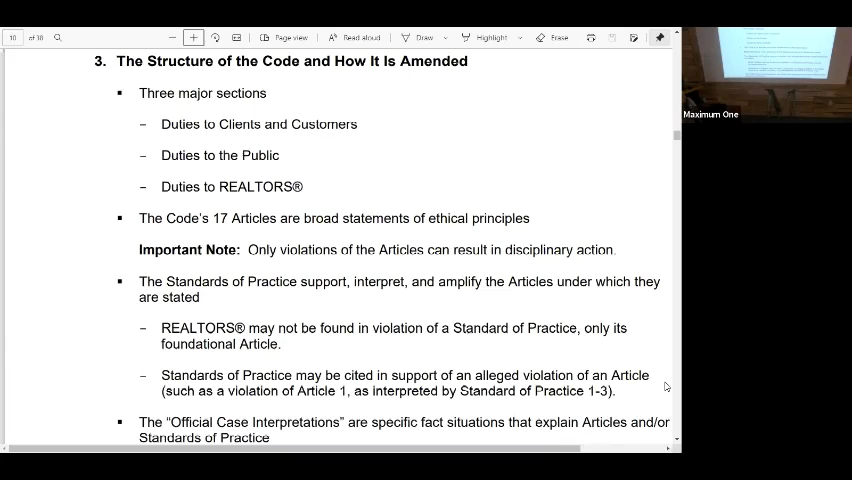 10 of 38
Page view
Read aloud
Draw
Highlight
Erase
3. The Structure of the Code and How It Is Amended
▪ Three major sections
– Duties to Clients and Customers
– Duties to the Public
– Duties to REALTORS®
▪ The Code's 17 Articles are broad statements of ethical principles
Important Note: Only violations of the Articles can result in disciplinary action.
▪ The Standards of Practice support, interpret, and amplify the Articles under which they
are stated
– REALTORS® may not be found in violation of a Standard of Practice, only its
foundational Article.
– Standards of Practice may be cited in support of an alleged violation of an Article
(such as a violation of Article 1, as interpreted by Standard of Practice 1-3).
▪ The “Official Case Interpretations” are specific fact situations that explain Articles and/or
Standards of Practice
Maximum One